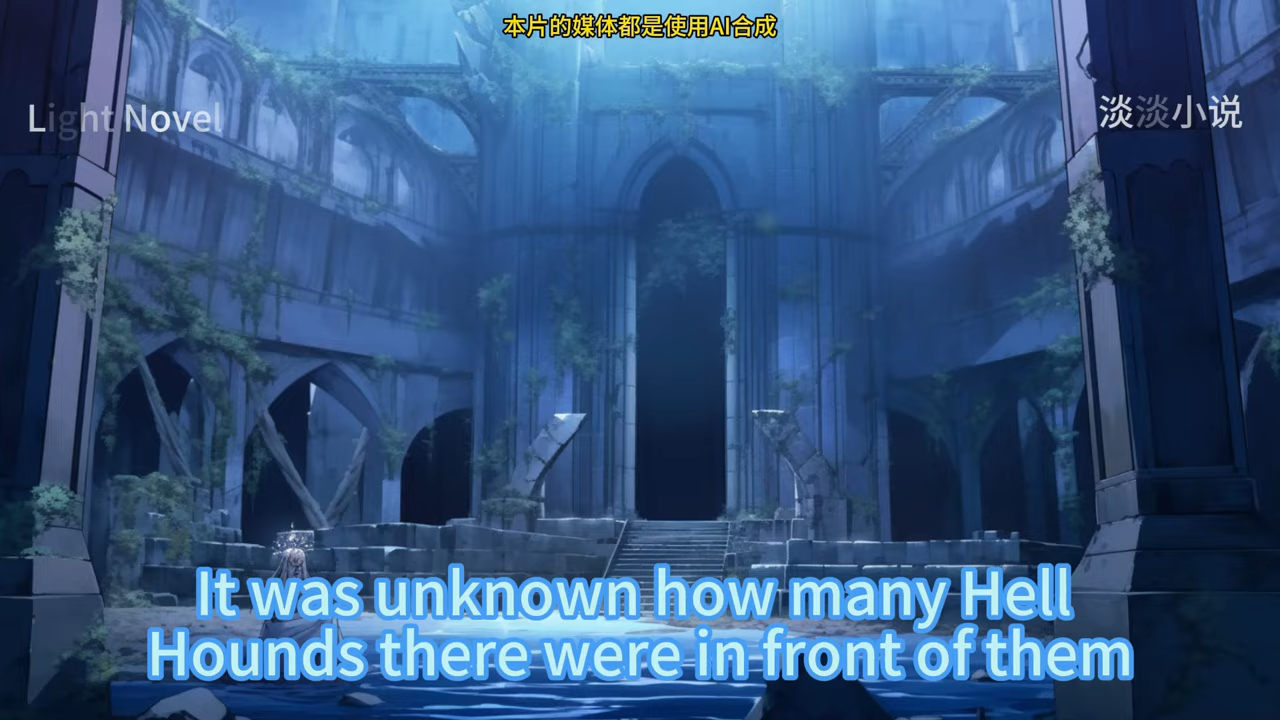 本片的媒体都是使用AI合成
Light Novel
淡淡小说
It was unknown how many Hell
Hounds there were in front of them